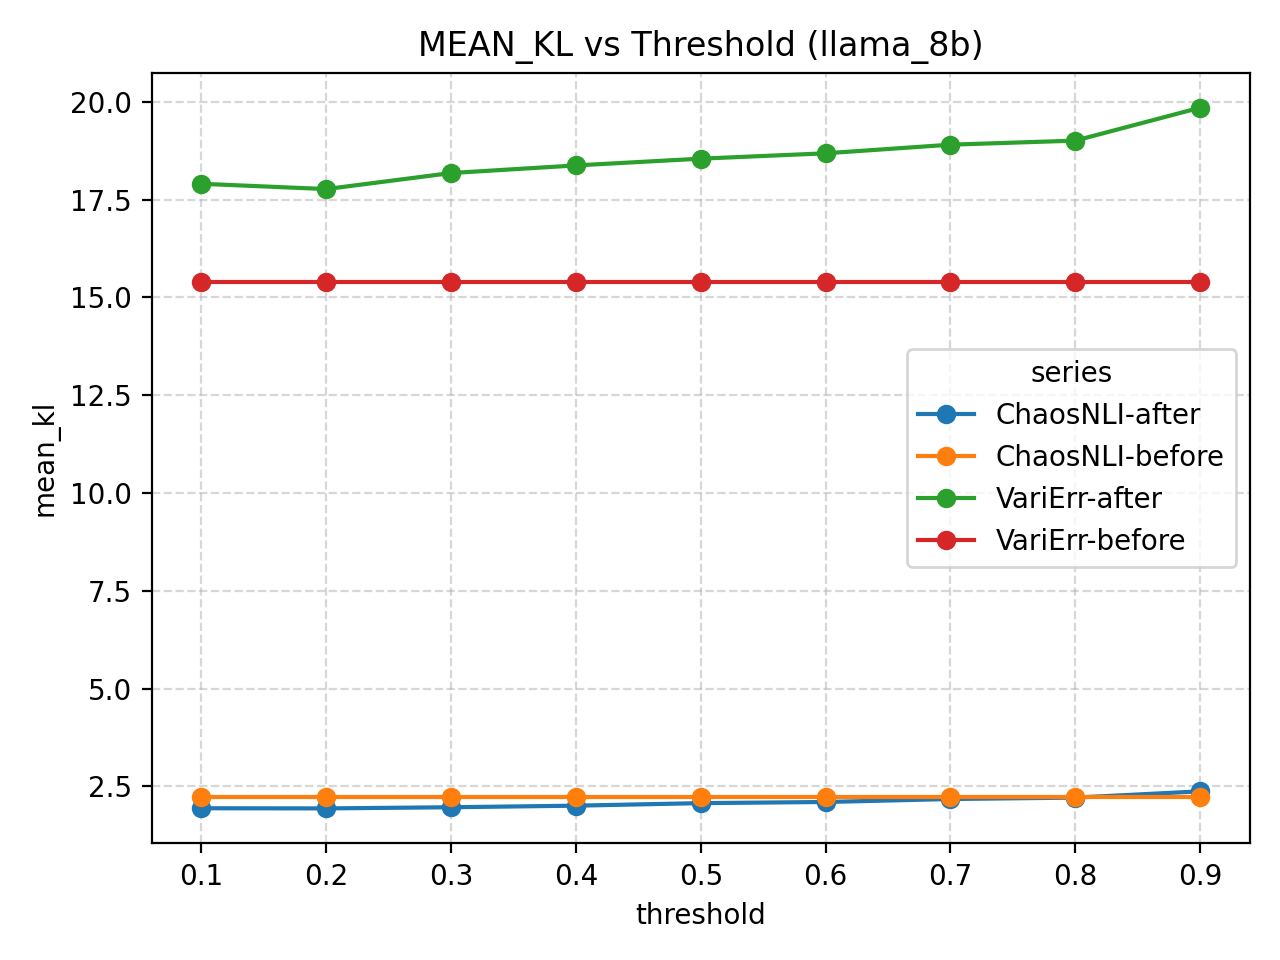 MEAN_KL vs Threshold (llama_8b)
20.0
17.5
15.0
12.5
10.0
7.5
5.0
2.5
mean_kl
series
ChaosNLI-after
ChaosNLI-before
VariErr-after
VariErr-before
0.1 0.2 0.3 0.4 0.5 0.6 0.7 0.8 0.9
threshold